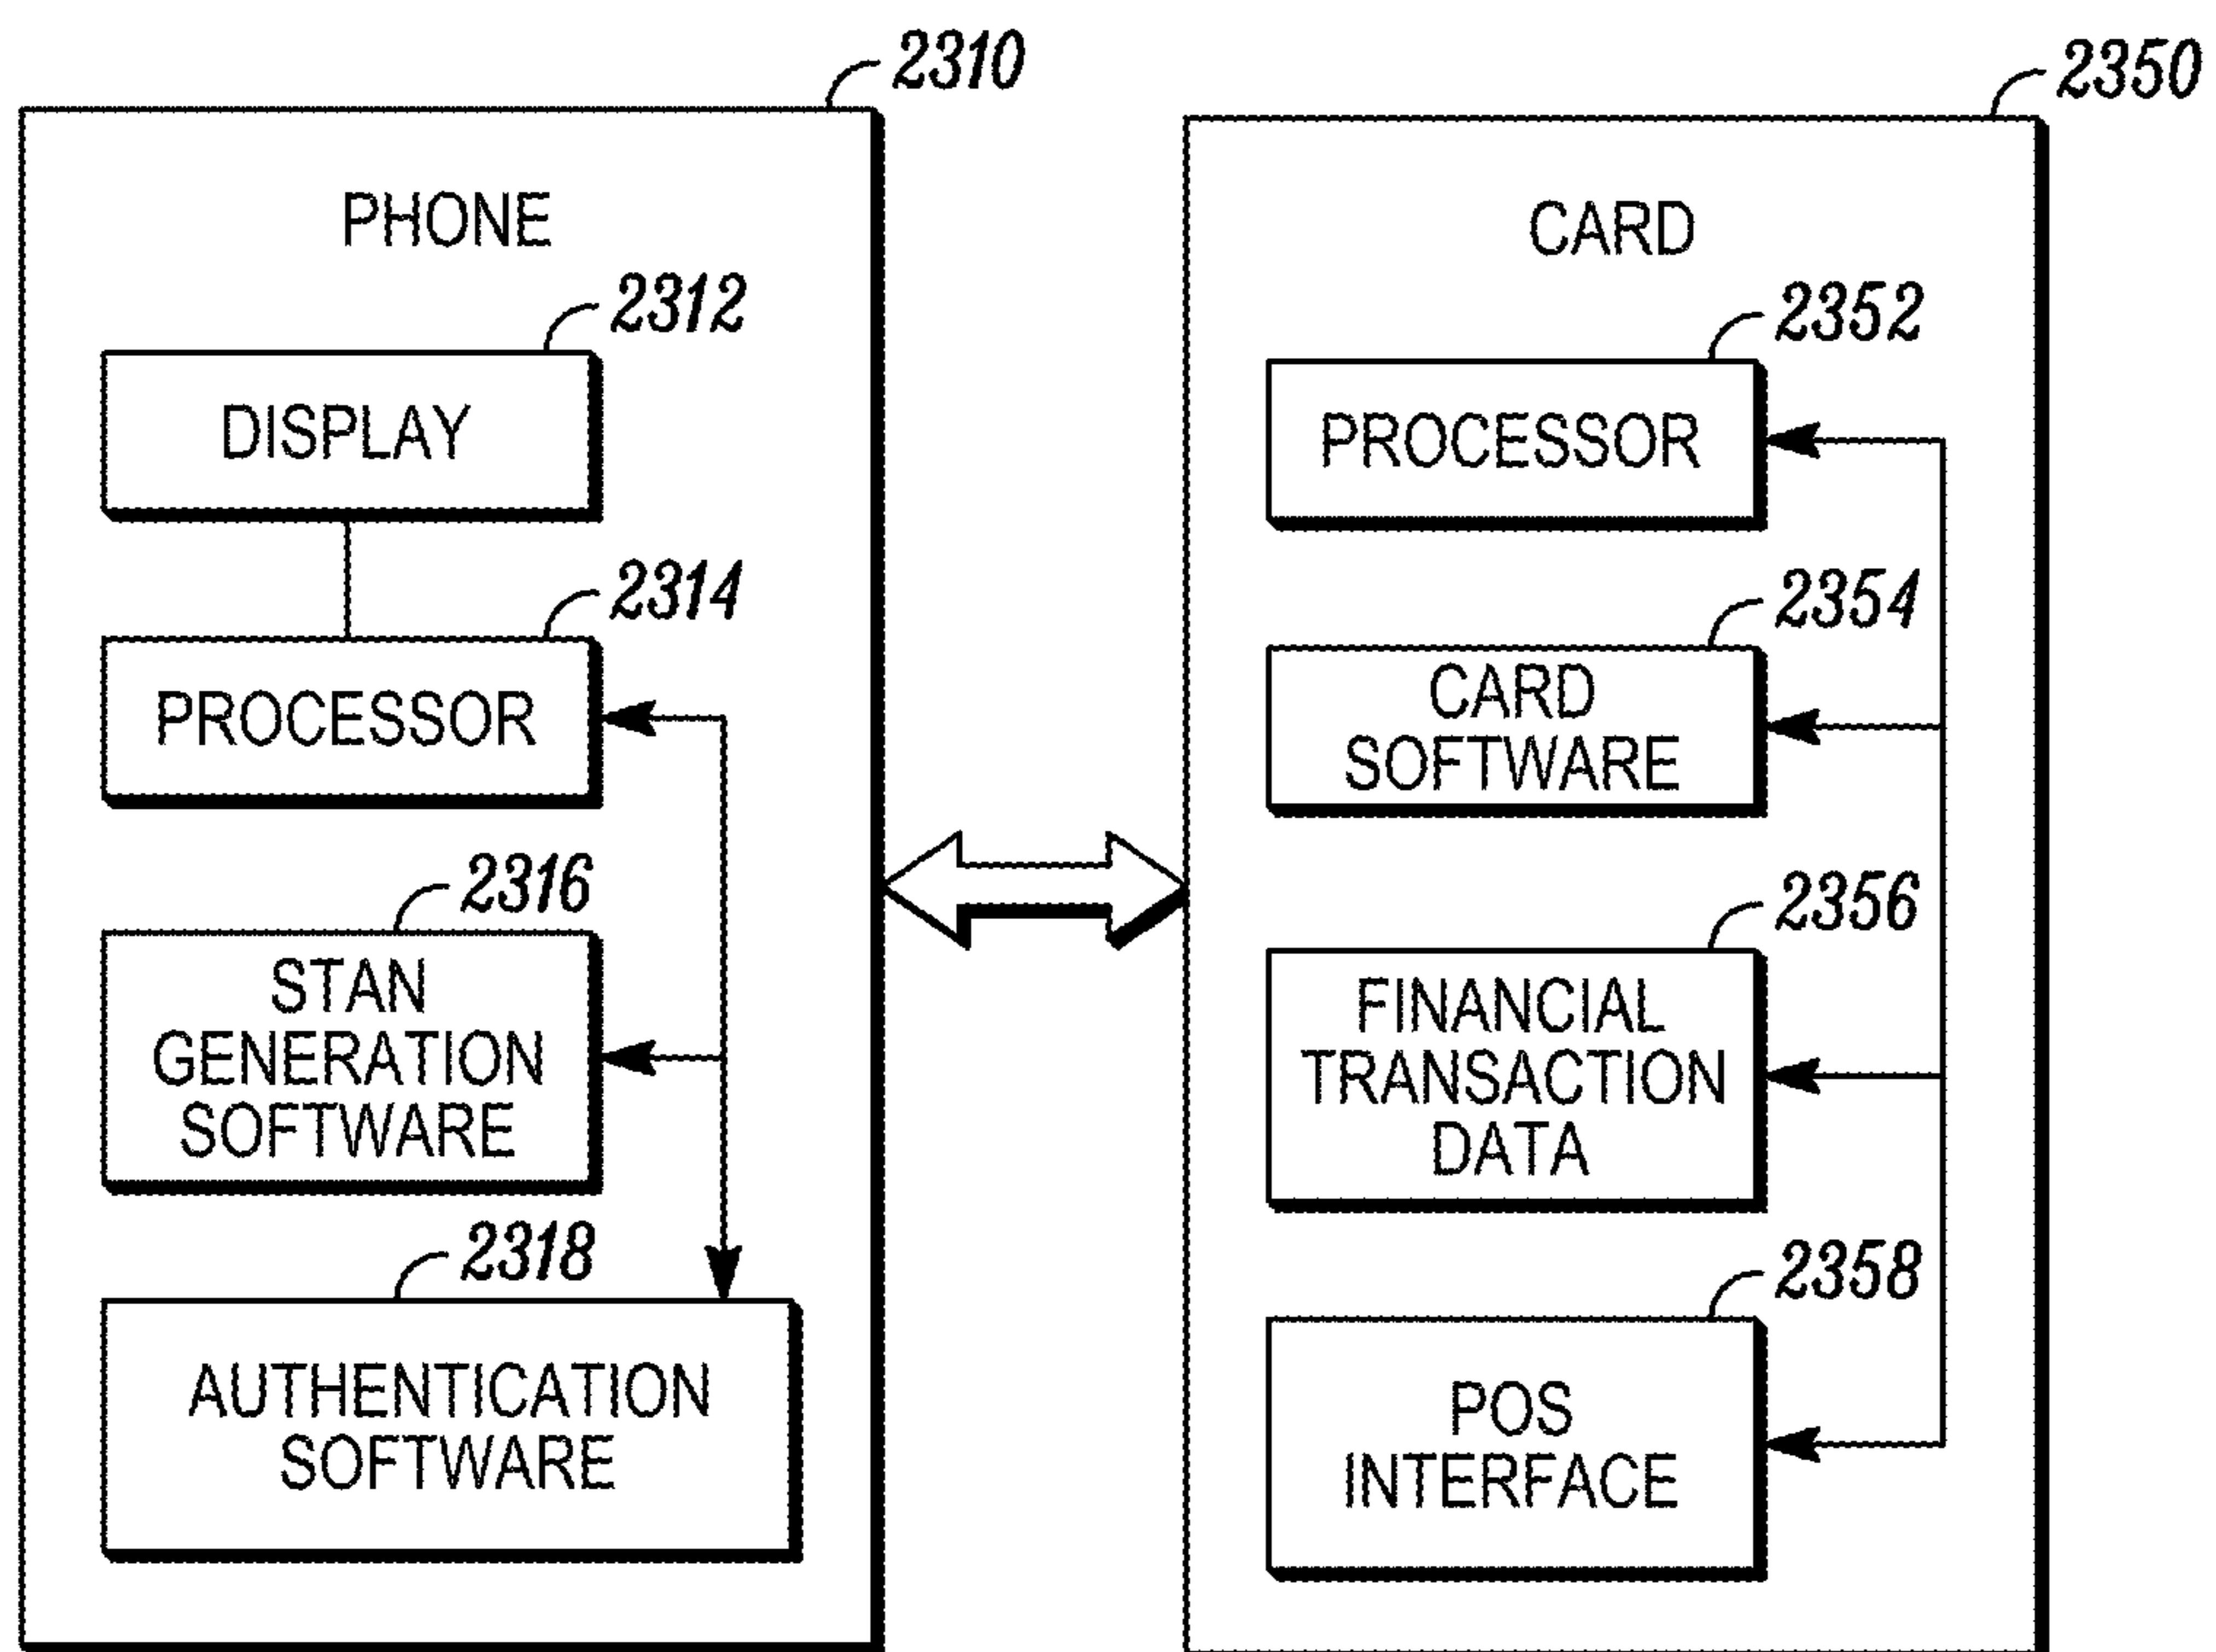 2310
PHONE
2312
DISPLAY
2314
PROCESSOR
2316
STAN
GENERATION
SOFTWARE
2318
AUTHENTICATION
SOFTWARE
2350
CARD
2352
PROCESSOR
2354
CARD
SOFTWARE
2356
FINANCIAL
TRANSACTION
DATA
2358
POS
INTERFACE